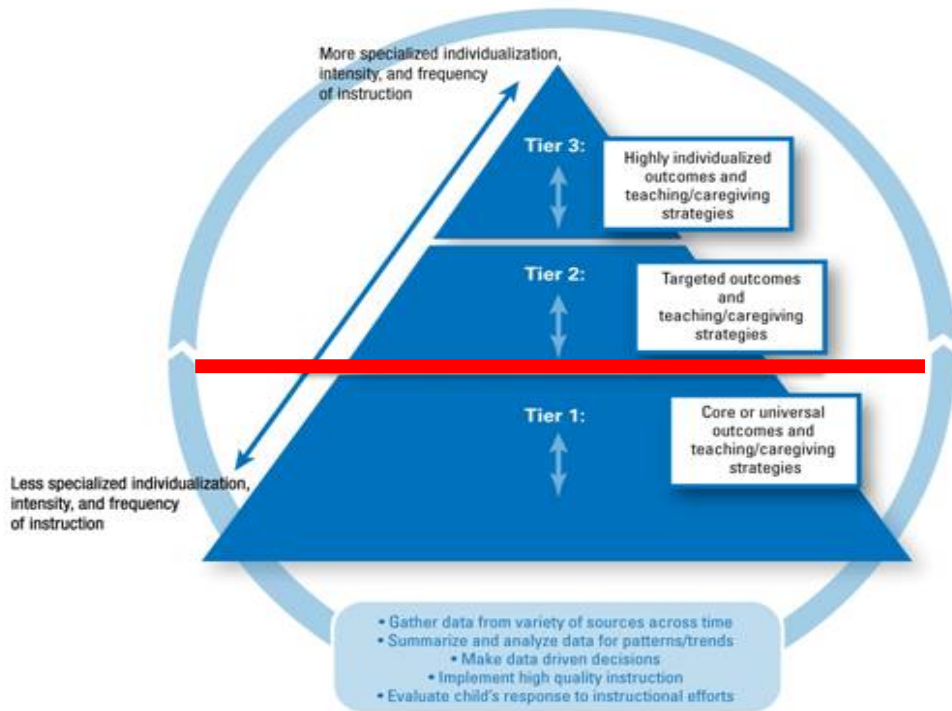 More specialized individualization,
intensity, and frequency
of instruction
Tier 3:
Highly individualized
outcomes and
teaching/caregiving
strategies
Tier 2:
Targeted outcomes
and
teaching/caregiving
strategies
Tier 1:
Core or universal
outcomes and
teaching/caregiving
strategies
Less specialized individualization,
intensity, and frequency
of instruction
• Gather data from variety of sources across time
• Summarize and analyze data for patterns/trends
• Make data driven decisions
• Implement high quality instruction
• Evaluate child's response to instructional efforts